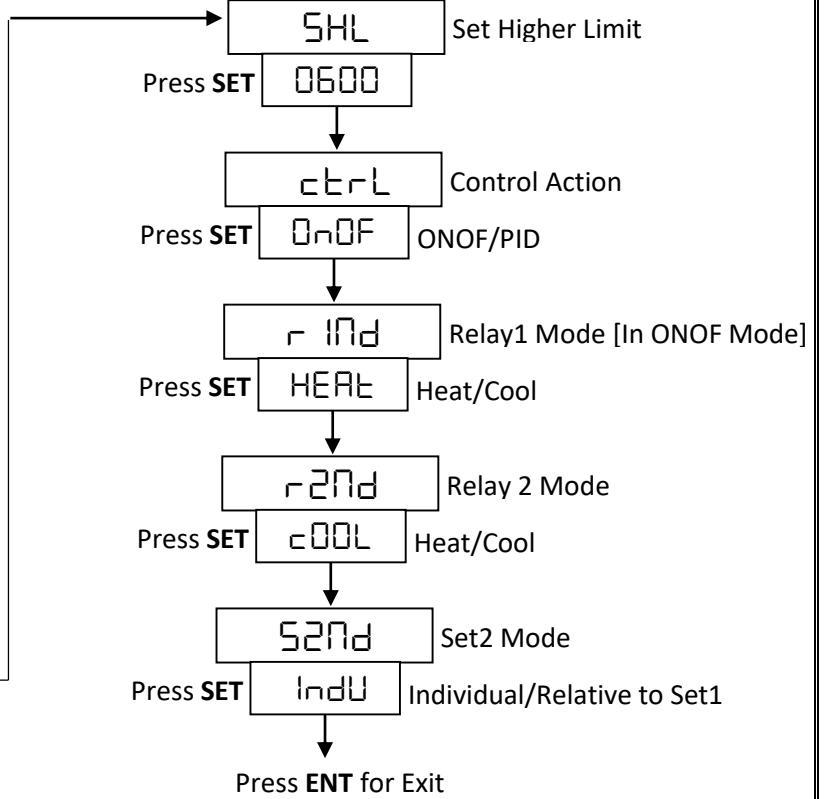 SHL Set Higher Limit
Press SET 0600
ctrL Control Action
Press SET OnOF ONOF/PID
r1Md Relay1 Mode [In ONOF Mode]
Press SET HEAt Heat/Cool
r2Md Relay 2 Mode
Press SET cOOL Heat/Cool
S2Md Set2 Mode
Press SET IndU Individual/Relative to Set1
Press ENT for Exit